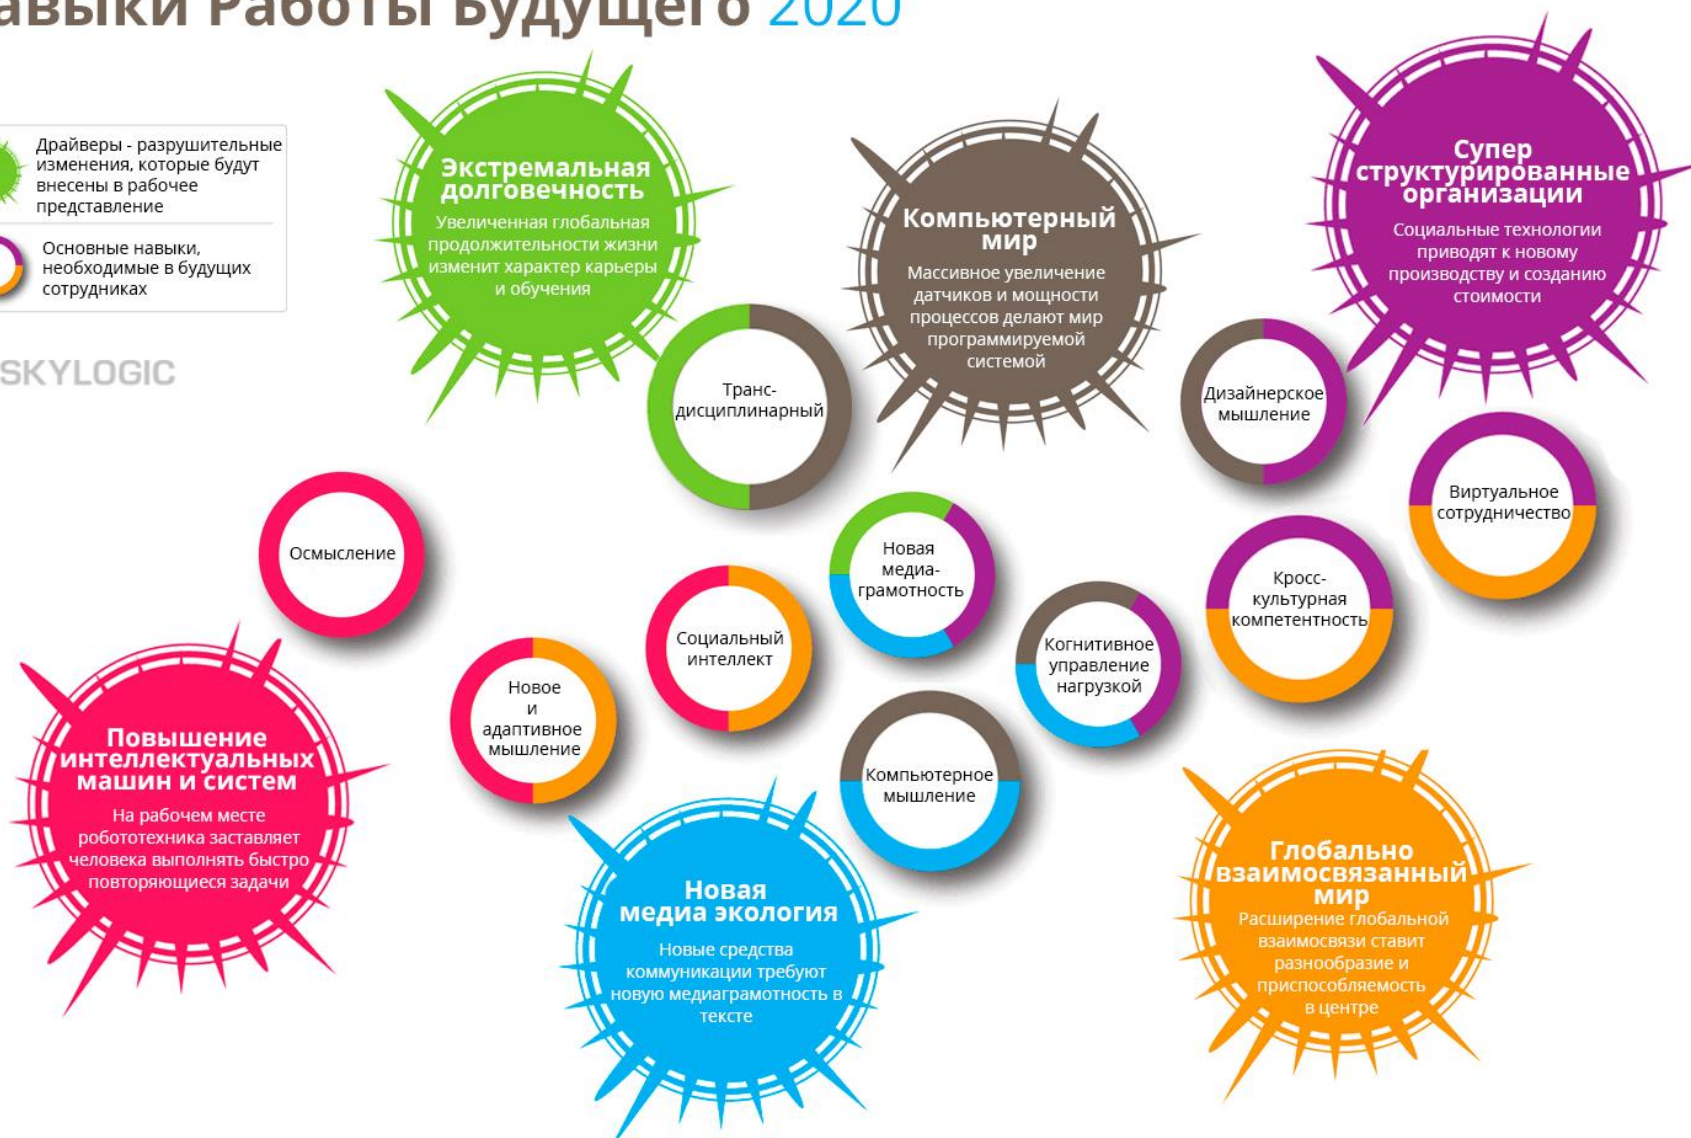 авыки Работы Будущего 2020
Драйверы - разрушительные
изменения, которые будут
внесены в рабочее
представление
Основные навыки,
необходимые в будущих
сотрудниках
SKYLOGIC
Экстремальная
долговечность
Увеличенная глобальная
продолжительности жизни
изменит характер карьеры
и обучения
Компьютерный
мир
Массивное увеличение
датчиков и мощности
процессов делают мир
программируемой
системой
Супер
структурированные
организации
Социальные технологии
приводят к новому
производству и созданию
стоимости
Транс-
дисциплинарный
Дизайнерское
мышление
Виртуальное
сотрудничество
Осмысление
Новая
медиа-
грамотность
Кросс-
культурная
компетентность
Социальный
интеллект
Когнитивное
управление
нагрузкой
Новое
и
адаптивное
мышление
Компьютерное
мышление
Повышение
интеллектуальных
машин и систем
На рабочем месте
робототехника заставляет
человека выполнять быстро
повторяющиеся задачи
Новая
медиа экология
Новые средства
коммуникации требуют
новую медиаграмотность в
тексте
Глобально
взаимосвязанный
мир
Расширение глобальной
взаимосвязи ставит
разнообразие и
приспособляемость
в центре